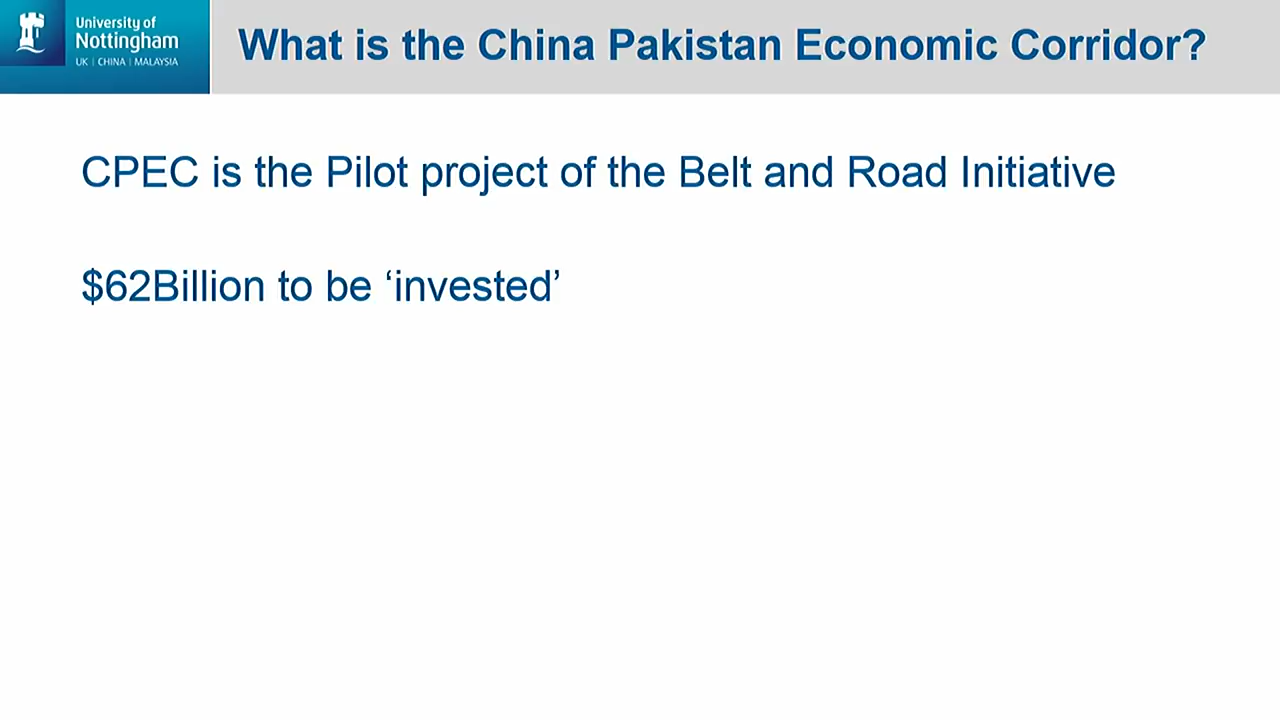 University of
Nottingham
UK | CHINA | MALAYSIA
What is the China Pakistan Economic Corridor?
CPEC is the Pilot project of the Belt and Road Initiative
$62Billion to be ‘invested’